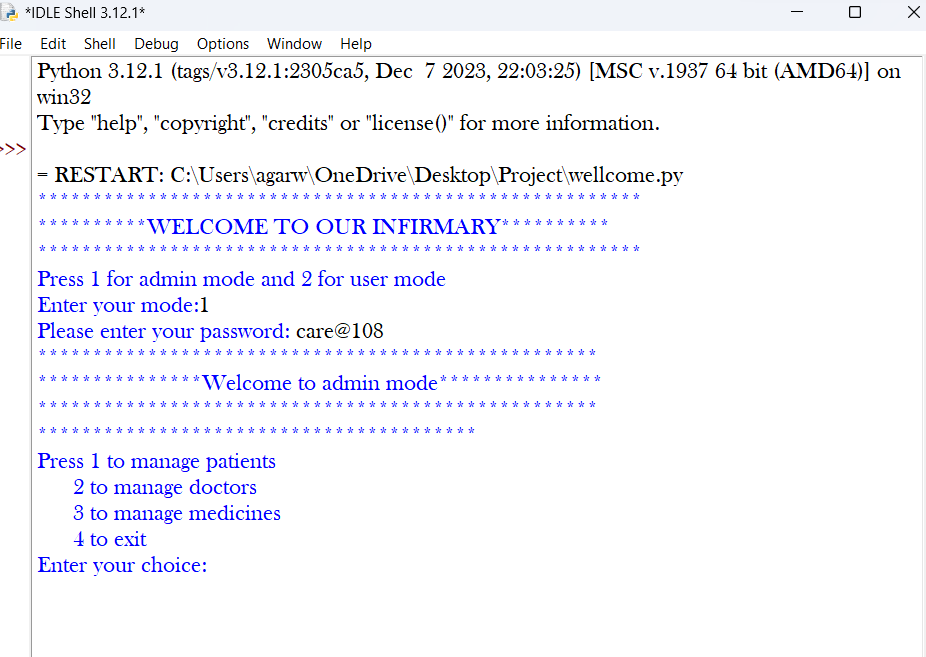 *IDLE Shell 3.12.1*
File Edit Shell Debug Options Window Help
Python 3.12.1 (tags/v3.12.1:2305ca5, Dec  7 2023, 22:03:25) [MSC v.1937 64 bit (AMD64)] on
win32
Type "help", "copyright", "credits" or "license()" for more information.
>>>
= RESTART: C:\Users\agarw\OneDrive\Desktop\Project\wellcome.py
*******************************************************
**********WELCOME TO OUR INFIRMARY**********
*******************************************************
Press 1 for admin mode and 2 for user mode
Enter your mode:1
Please enter your password: care@108
***************************************************
***************Welcome to admin mode***************
***************************************************
****************************************
Press 1 to manage patients
      2 to manage doctors
      3 to manage medicines
      4 to exit
Enter your choice: